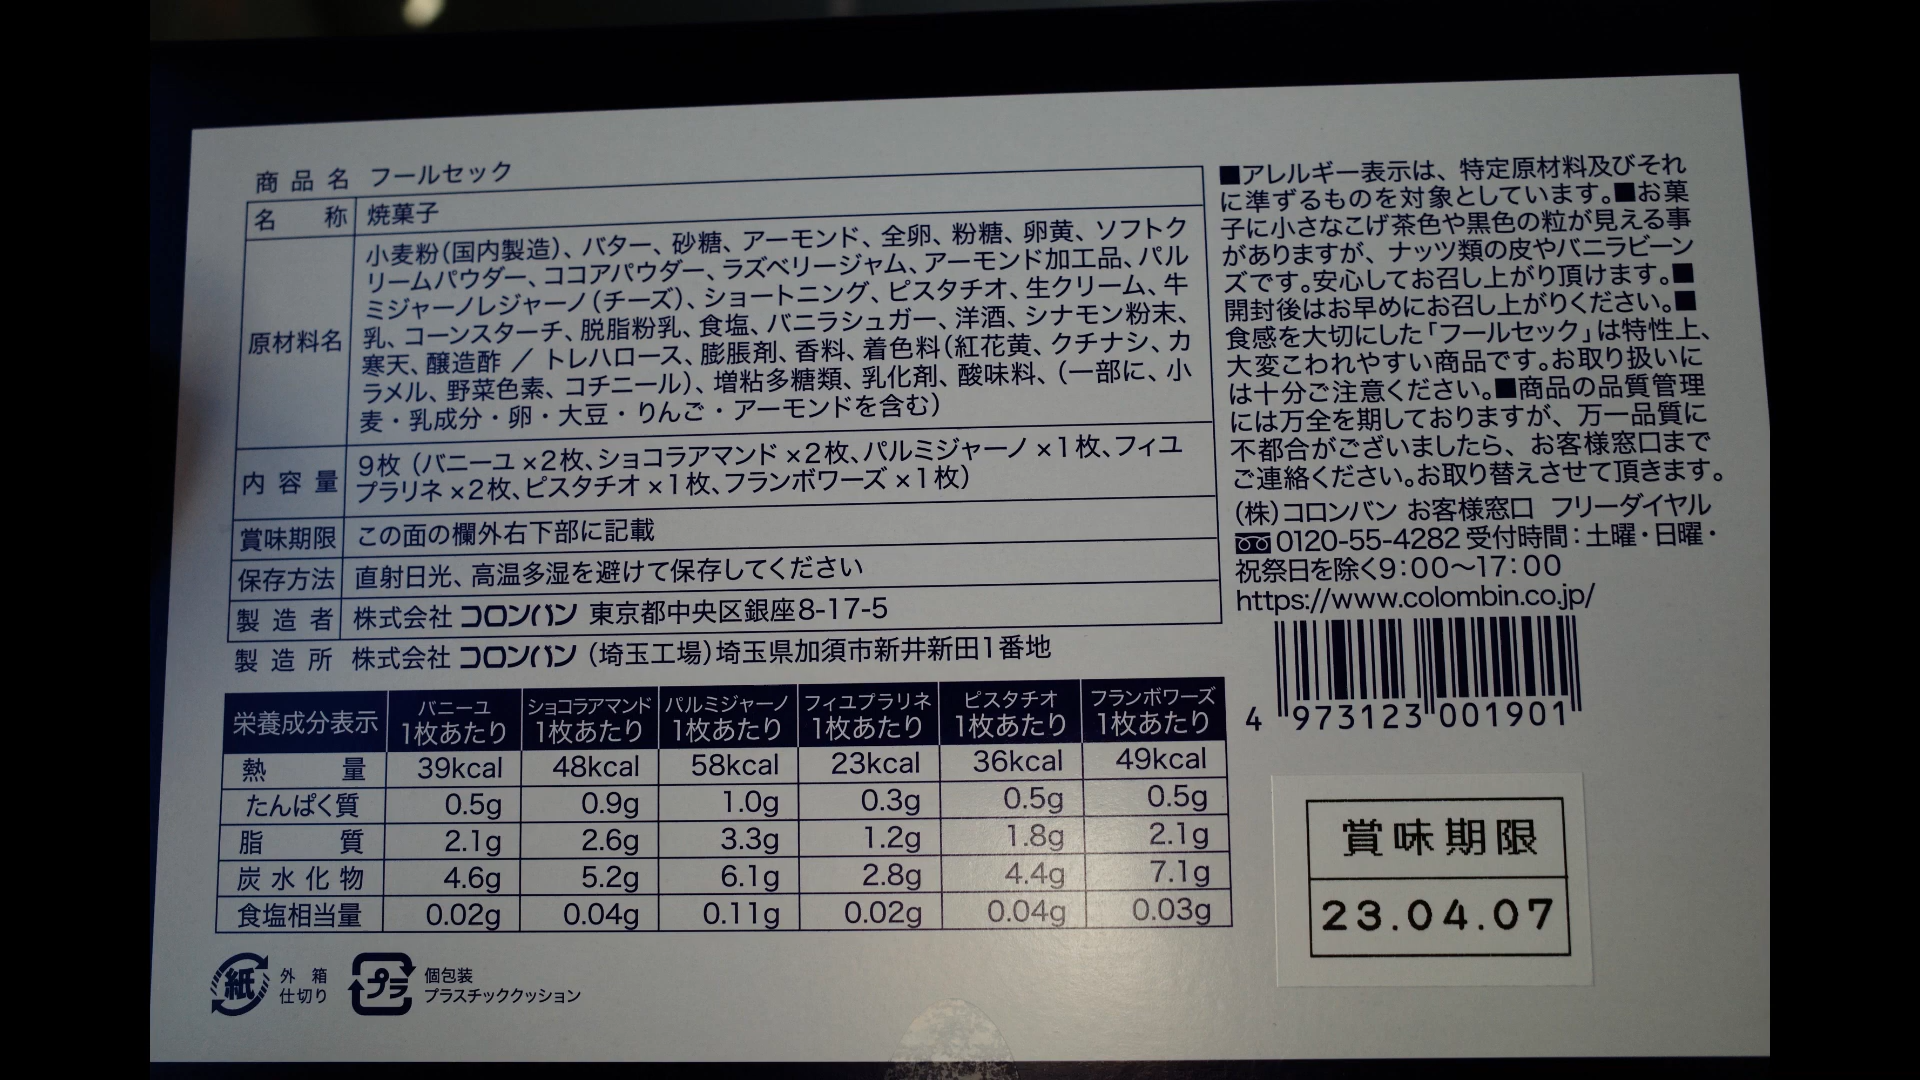 商品名 フールセック
名称 焼菓子
原材料名
小麦粉(国内製造)、バター、砂糖、アーモンド、全卵、粉糖、卵黄、ソフトク
リームパウダー、ココアパウダー、ラズベリージャム、アーモンド加工品、パル
ミジャーノレジャーノ(チーズ)、ショートニング、ピスタチオ、生クリーム、牛
乳、コーンスターチ、脱脂粉乳、食塩、バニラシュガー、洋酒、シナモン粉末、
寒天、醸造酢 / トレハロース、膨脹剤、香料、着色料(紅花黄、クチナシ、カ
ラメル、野菜色素、コチニール)、増粘多糖類、乳化剤、酸味料、(一部に、小
麦・乳成分・卵・大豆・りんご・アーモンドを含む)
内容量
9枚 (バニーユ×2枚、ショコラアマンド×2枚、パルミジャーノ×1枚、フィユ
プラリネ×2枚、ピスタチオ×1枚、フランボワーズ×1枚)
賞味期限 この面の欄外右下部に記載
保存方法 直射日光、高温多湿を避けて保存してください
製造者 株式会社 コロンバン 東京都中央区銀座8-17-5
製造所 株式会社 コロンバン (埼玉工場)埼玉県加須市新井新田1番地
栄養成分表示 バニーユ 1枚あたり ショコラアマンド 1枚あたり パルミジャーノ 1枚あたり フィユプラリネ 1枚あたり ピスタチオ 1枚あたり フランボワーズ 1枚あたり
熱量 39kcal 48kcal 58kcal 23kcal 36kcal 49kcal
たんぱく質 0.5g 0.9g 1.0g 0.3g 0.5g 0.5g
脂質 2.1g 2.6g 3.3g 1.2g 1.8g 2.1g
炭水化物 4.6g 5.2g 6.1g 2.8g 4.4g 7.1g
食塩相当量 0.02g 0.04g 0.11g 0.02g 0.04g 0.03g
紙 外箱
仕切り
プラ 個包装
プラスチッククッション
■アレルギー表示は、特定原材料及びそれ
に準ずるものを対象としています。■お菓
子に小さなこげ茶色や黒色の粒が見える事
がありますが、ナッツ類の皮やバニラビーン
ズです。安心してお召し上がり頂けます。■
開封後はお早めにお召し上がりください。■
食感を大切にした「フールセック」は特性上、
大変こわれやすい商品です。お取り扱いに
は十分ご注意ください。■商品の品質管理
には万全を期しておりますが、万一品質に
不都合がございましたら、お客様窓口まで
ご連絡ください。お取り替えさせて頂きます。
(株)コロンバン お客様窓口 フリーダイヤル
0120-55-4282 受付時間：土曜・日曜・
祝祭日を除く9：00〜17：00
https://www.colombin.co.jp/
4 973123 001901
賞味期限
23.04.07